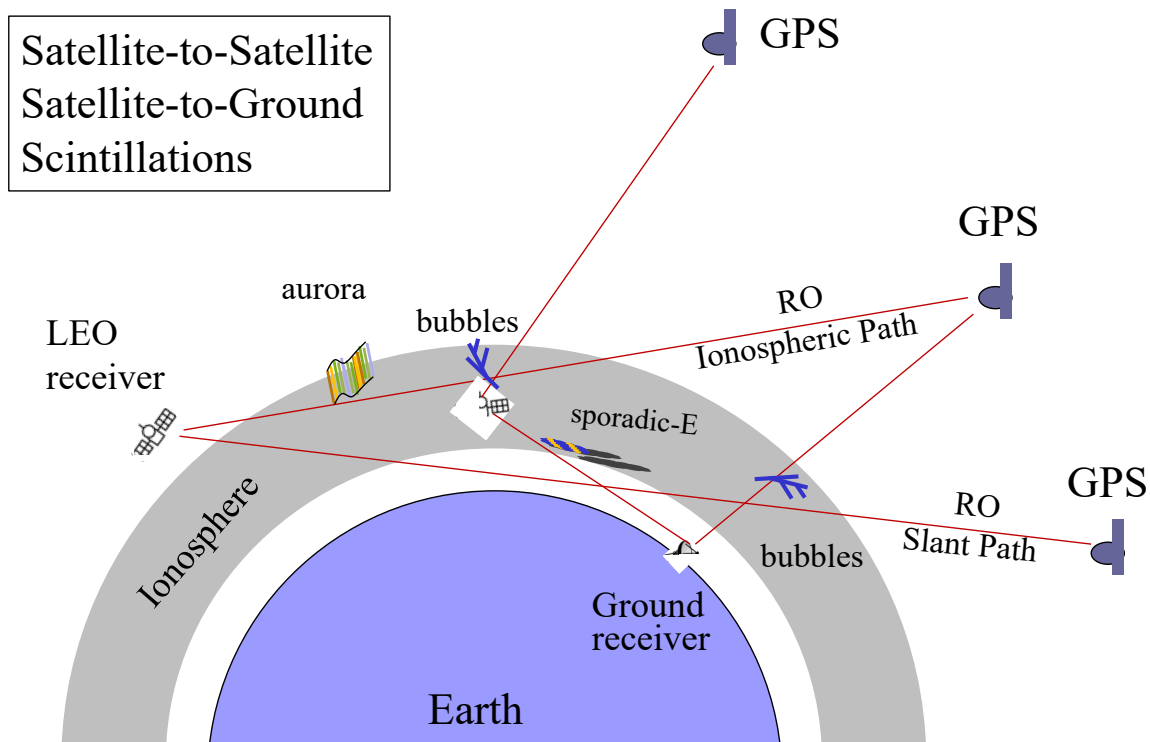 Satellite-to-Satellite
Satellite-to-Ground
Scintillations
GPS
GPS
aurora
RO
Ionospheric Path
bubbles
LEO
receiver
sporadic-E
GPS
RO
Slant Path
Ionosphere
bubbles
Ground
receiver
Earth